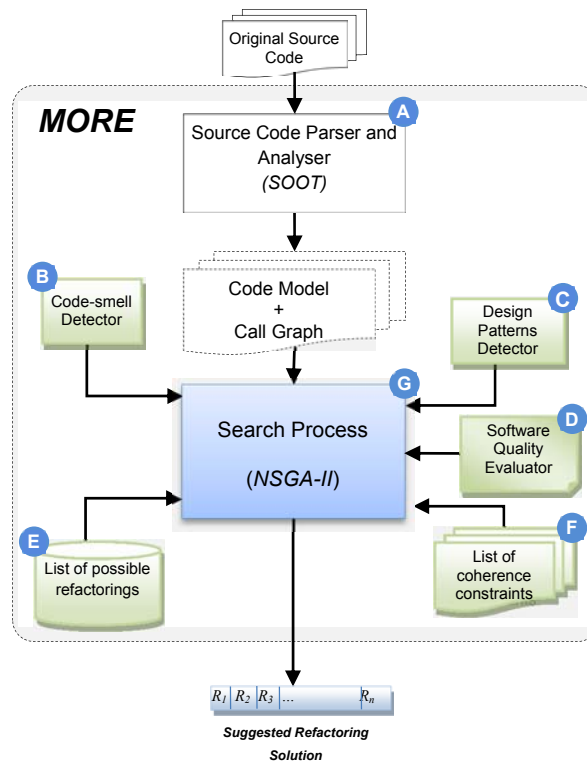 Original Source
Code
MORE
A
Source Code Parser and
Analyser
(SOOT)
B
Code-smell
Detector
Code Model
+
Call Graph
C
Design
Patterns
Detector
G
Search Process
(NSGA-II)
D
Software
Quality
Evaluator
E
List of possible
refactorings
F
List of
coherence
constraints
R1 R2 R3 ... Rn
Suggested Refactoring
Solution